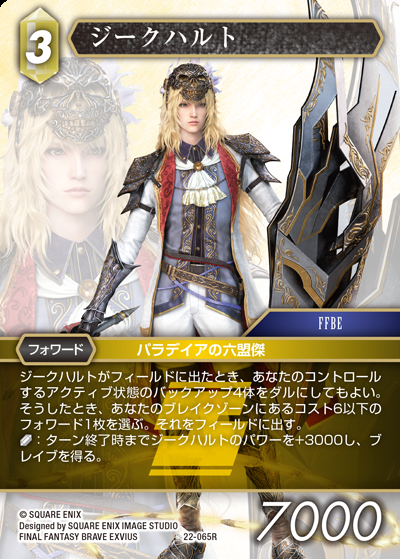 3
ジークハルト
FFBE
フォワード
パラデイアの六盟傑
ジークハルトがフィールドに出たとき、あなたのコントロール
するアクティブ状態のバックアップ4体をダルにしてもよい。
そうしたとき、あなたのブレイクゾーンにあるコスト6以下の
フォワード1枚を選ぶ。それをフィールドに出す。
：ターン終了時までジークハルトのパワーを+3000し、ブ
レイブを得る。
© SQUARE ENIX
Designed by SQUARE ENIX IMAGE STUDIO
FINAL FANTASY BRAVE EXVIUS
22-065R
7000